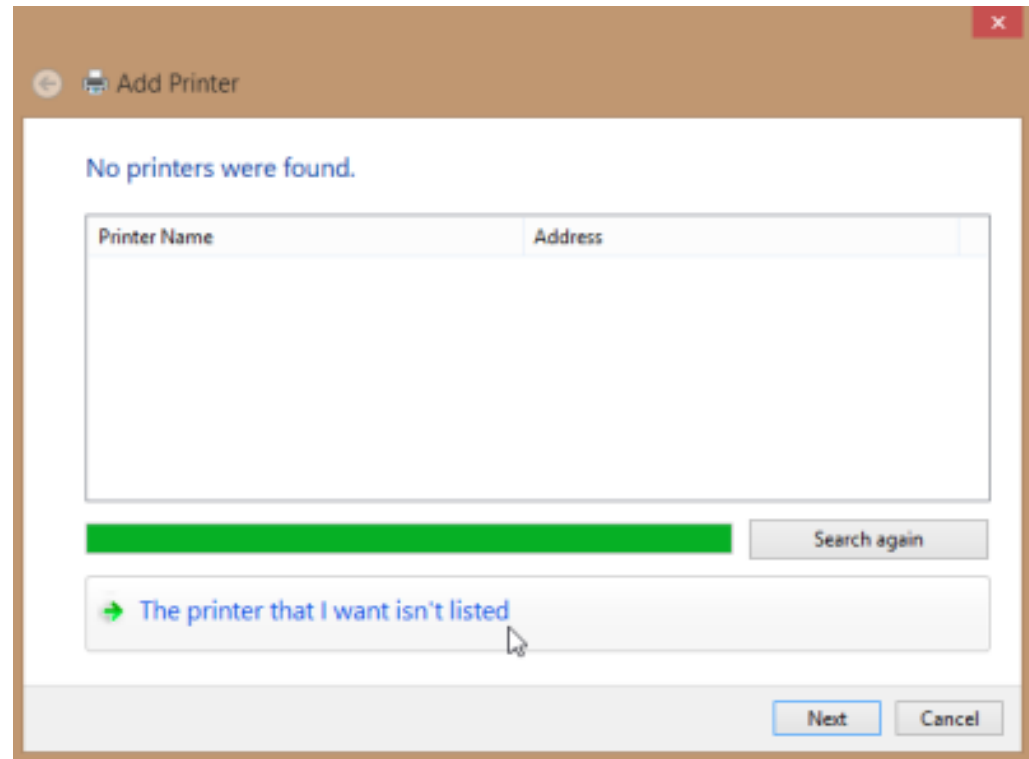 Add Printer
No printers were found.
Printer Name Address
Search again
The printer that I want isn't listed
Next Cancel